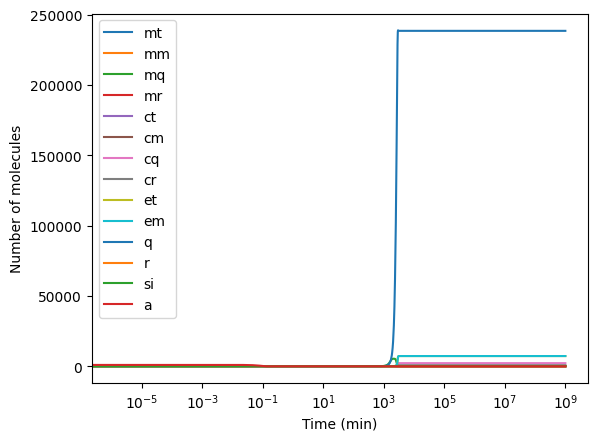 250000
200000
150000
100000
50000
0
Number of molecules
mt
mm
mq
mr
ct
cm
cq
cr
et
em
q
r
si
a
10⁻⁵ 10⁻³ 10⁻¹ 10¹ 10³ 10⁵ 10⁷ 10⁹
Time (min)